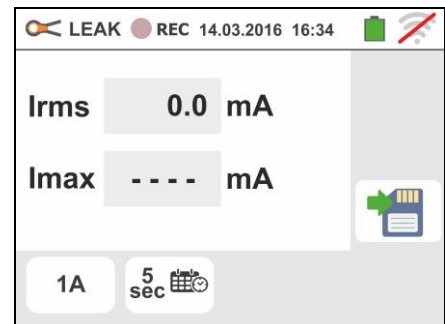 LEAK REC 14.03.2016 16:34
Irms 0.0 mA
Imax - - - - mA
1A 5 sec